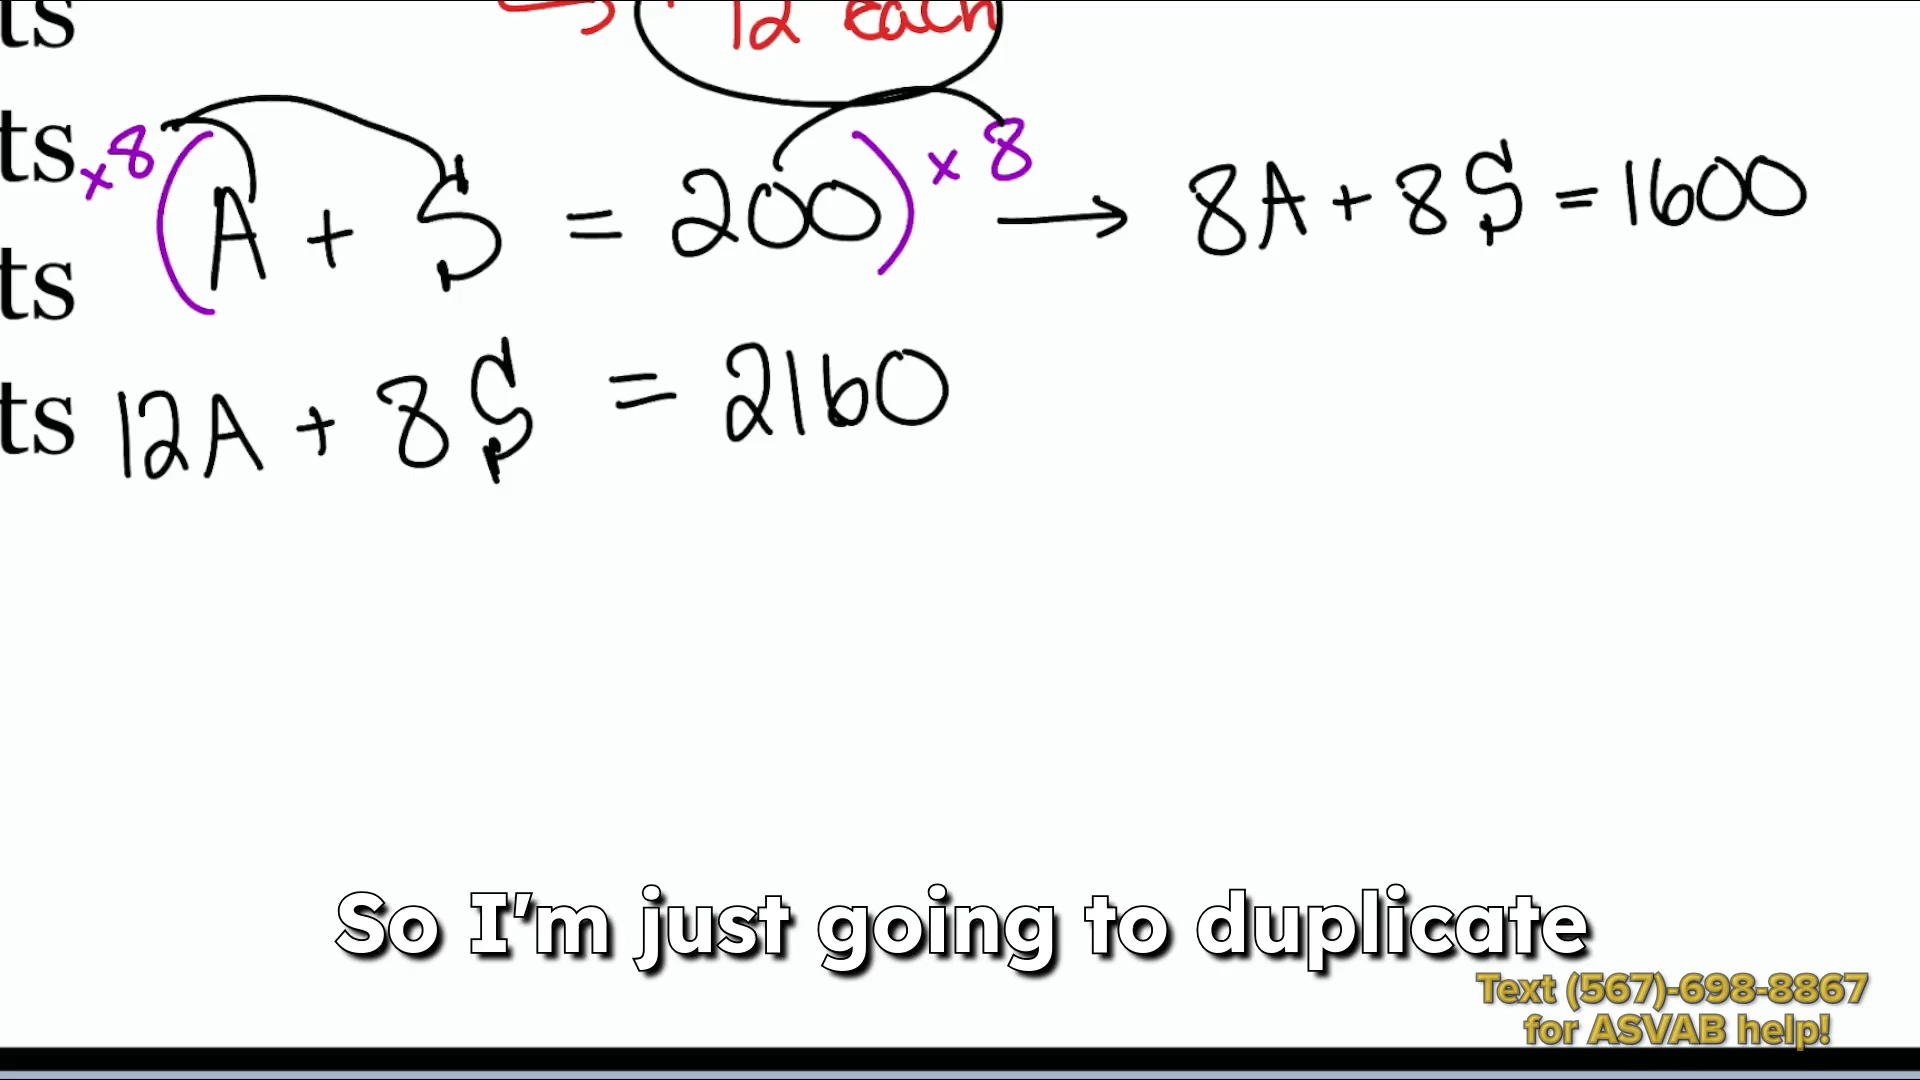 ts
12 each
ts
x8 (A + S = 200) x 8 → 8A + 8S = 1600
ts
ts
12A + 8S = 2160
So I'm just going to duplicate
Text (567)-698-8867
for ASVAB help!